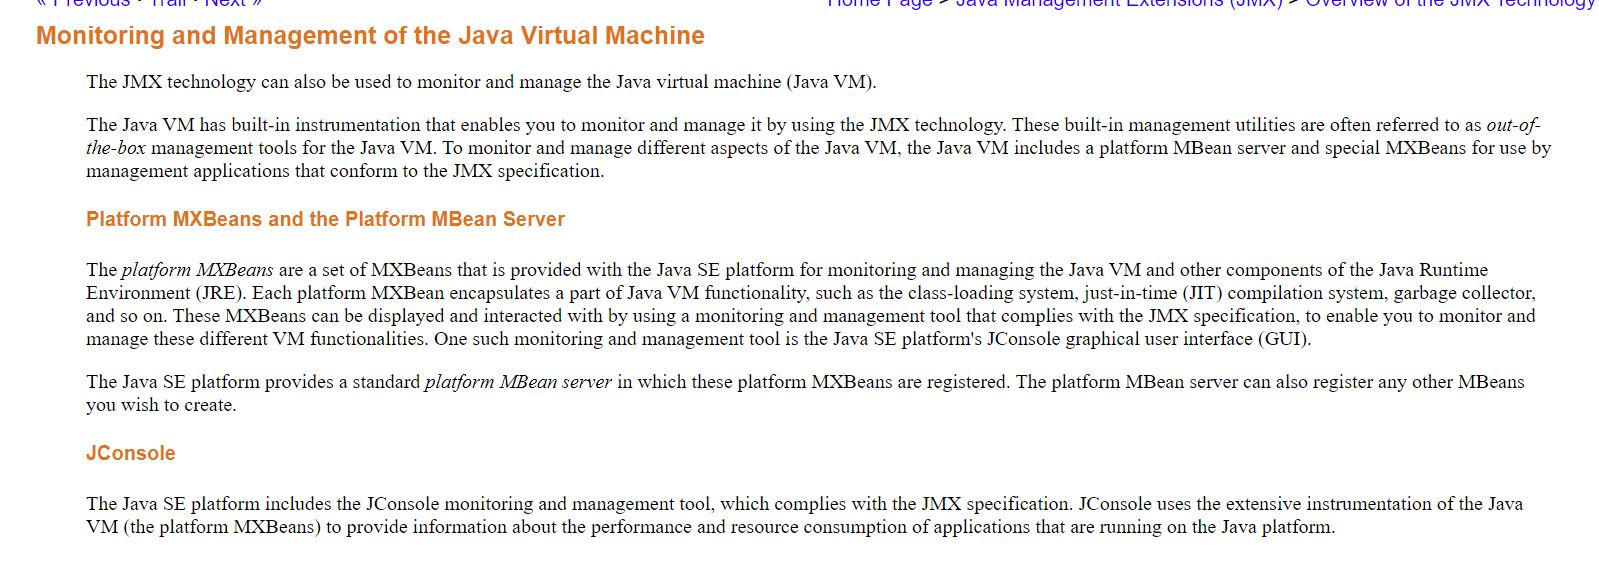 « Previous • Trail • Next »
Home Page > Java Management Extensions (JMX) > Overview of the JMX Technology
Monitoring and Management of the Java Virtual Machine
The JMX technology can also be used to monitor and manage the Java virtual machine (Java VM).
The Java VM has built-in instrumentation that enables you to monitor and manage it by using the JMX technology. These built-in management utilities are often referred to as out-of-
the-box management tools for the Java VM. To monitor and manage different aspects of the Java VM, the Java VM includes a platform MBean server and special MXBeans for use by
management applications that conform to the JMX specification.
Platform MXBeans and the Platform MBean Server
The platform MXBeans are a set of MXBeans that is provided with the Java SE platform for monitoring and managing the Java VM and other components of the Java Runtime
Environment (JRE). Each platform MXBean encapsulates a part of Java VM functionality, such as the class-loading system, just-in-time (JIT) compilation system, garbage collector,
and so on. These MXBeans can be displayed and interacted with by using a monitoring and management tool that complies with the JMX specification, to enable you to monitor and
manage these different VM functionalities. One such monitoring and management tool is the Java SE platform's JConsole graphical user interface (GUI).
The Java SE platform provides a standard platform MBean server in which these platform MXBeans are registered. The platform MBean server can also register any other MBeans
you wish to create.
JConsole
The Java SE platform includes the JConsole monitoring and management tool, which complies with the JMX specification. JConsole uses the extensive instrumentation of the Java
VM (the platform MXBeans) to provide information about the performance and resource consumption of applications that are running on the Java platform.